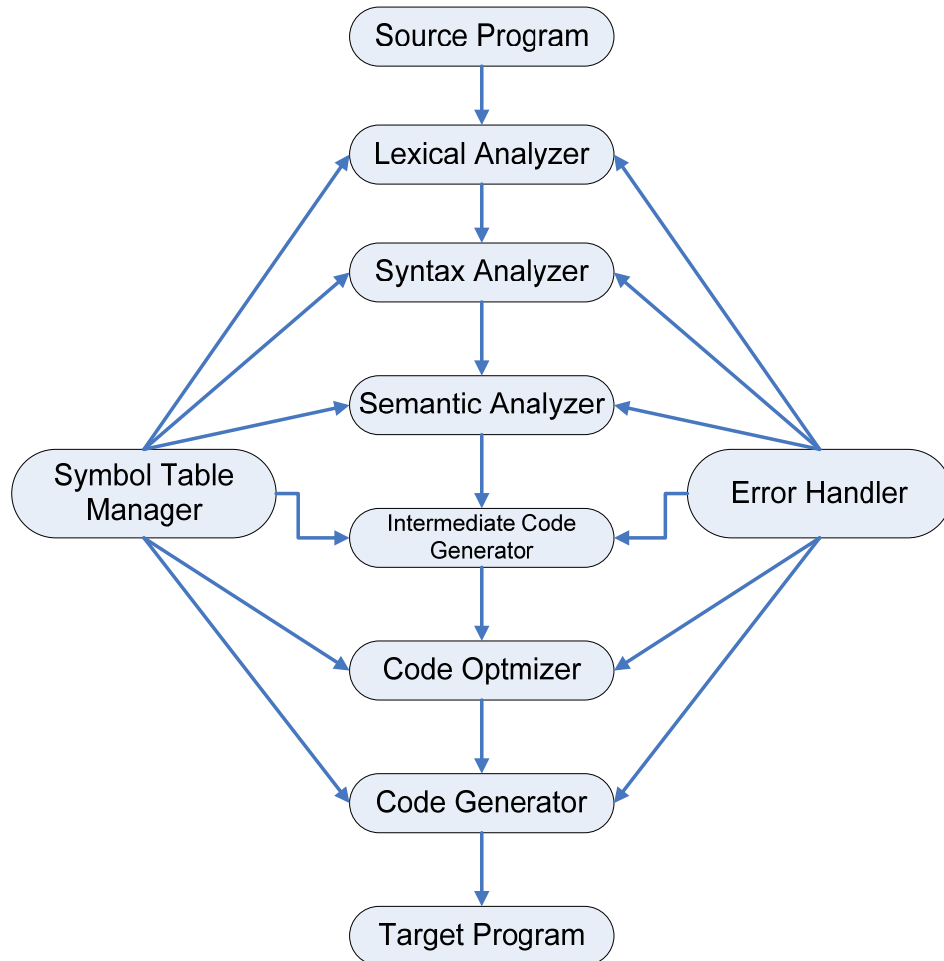 Source Program
Lexical Analyzer
Syntax Analyzer
Semantic Analyzer
Symbol Table
Manager
Error Handler
Intermediate Code
Generator
Code Optmizer
Code Generator
Target Program